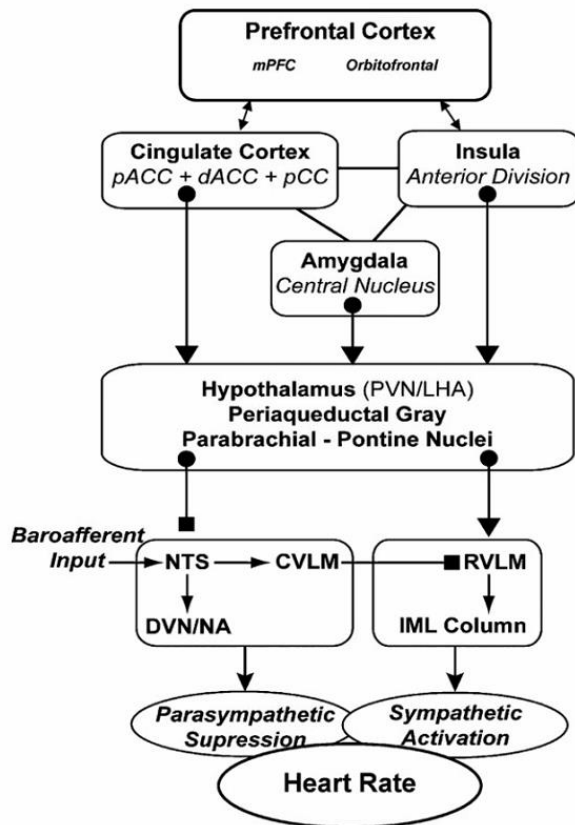 Prefrontal Cortex
mPFC Orbitofrontal
Cingulate Cortex
pACC + dACC + pCC
Insula
Anterior Division
Amygdala
Central Nucleus
Hypothalamus (PVN/LHA)
Periaqueductal Gray
Parabrachial - Pontine Nuclei
Baroafferent
Input
NTS CVLM RVLM
DVN/NA IML Column
Parasympathetic
Supression
Sympathetic
Activation
Heart Rate